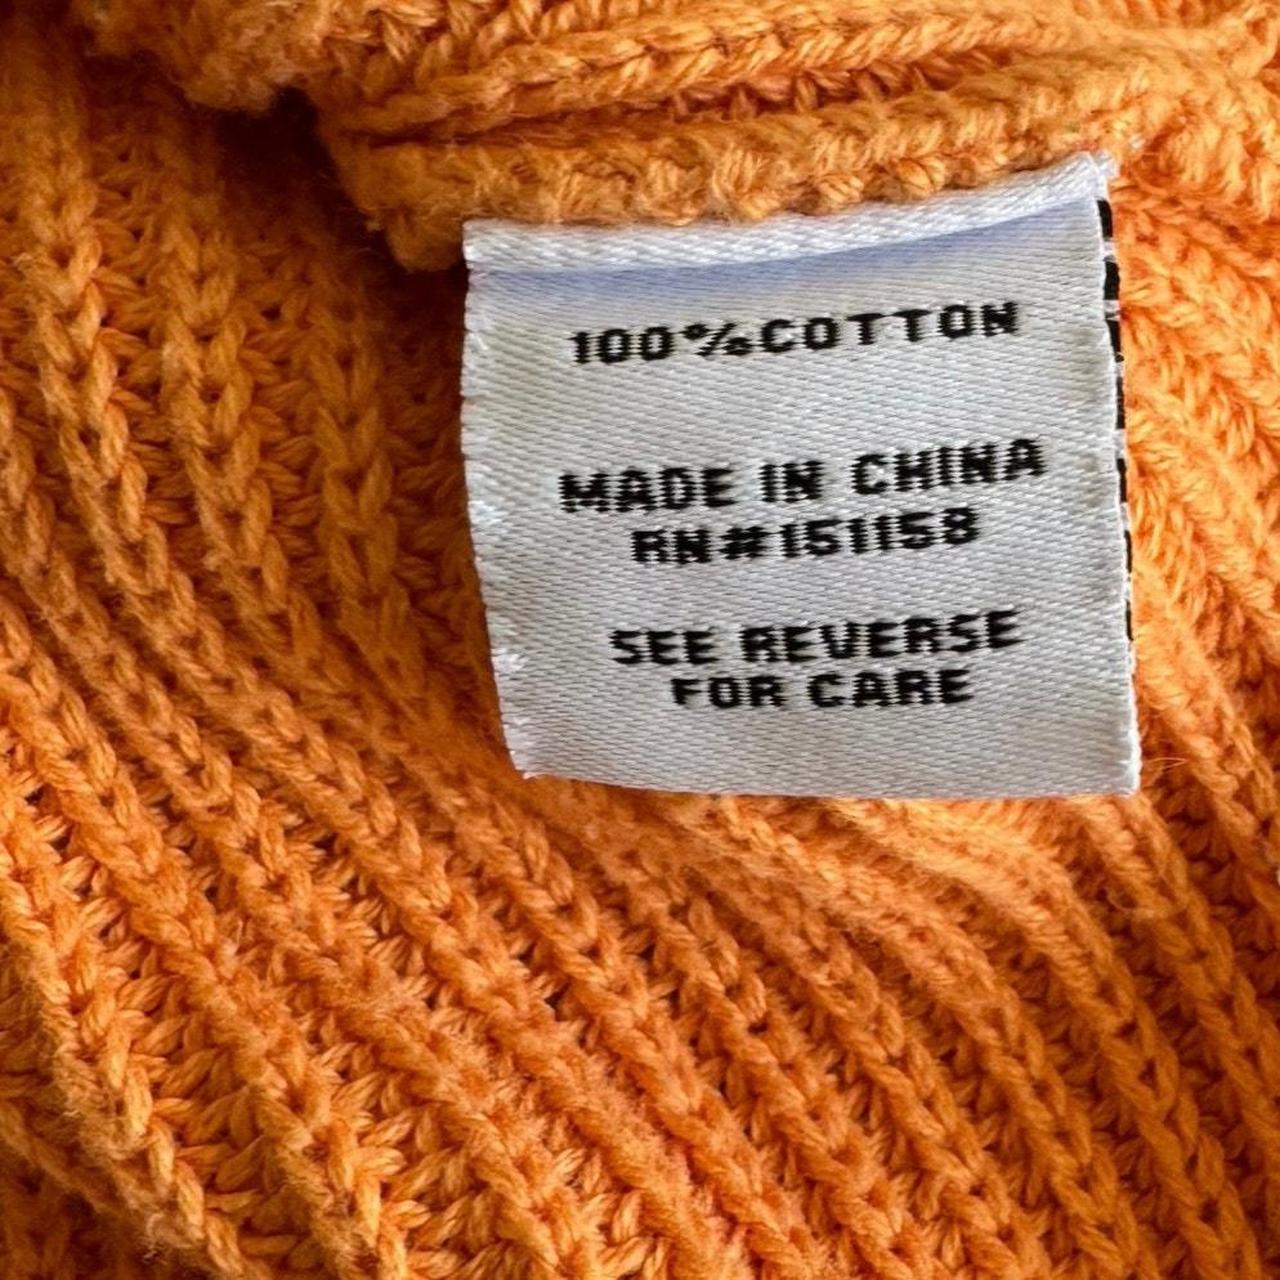 100%COTTON
MADE IN CHINA
RN#151158
SEE REVERSE
FOR CARE